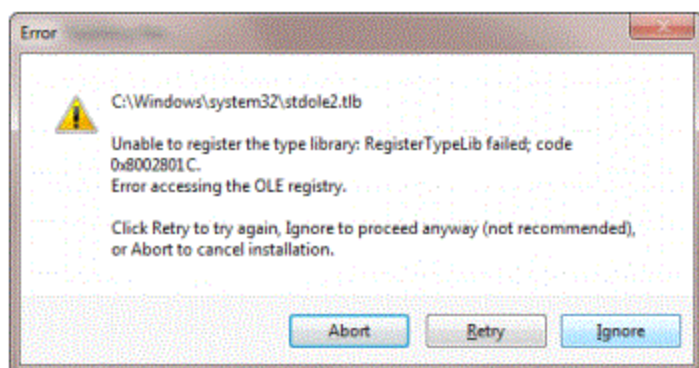 Error
C:\Windows\system32\stdole2.tlb
Unable to register the type library: RegisterTypeLib failed; code
0x8002801C.
Error accessing the OLE registry.
Click Retry to try again, Ignore to proceed anyway (not recommended),
or Abort to cancel installation.
Abort Retry Ignore